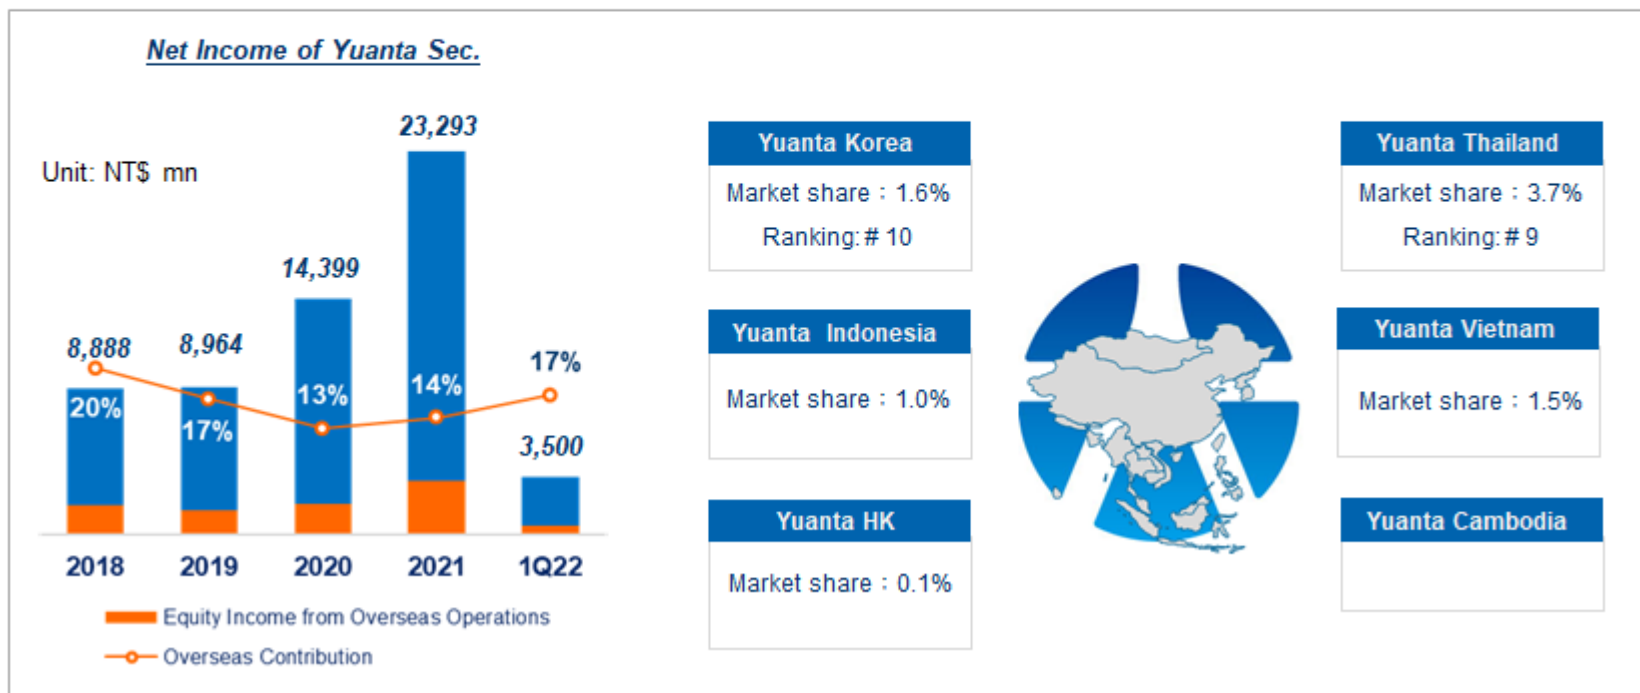 Net Income of Yuanta Sec.
Unit: NT$ mn
8,888
8,964
14,399
23,293
3,500
20%
17%
13%
14%
17%
2018
2019
2020
2021
1Q22
Equity Income from Overseas Operations
Overseas Contribution
Yuanta Korea
Market share：1.6%
Ranking:# 10
Yuanta Indonesia
Market share：1.0%
Yuanta HK
Market share：0.1%
Yuanta Thailand
Market share：3.7%
Ranking:# 9
Yuanta Vietnam
Market share：1.5%
Yuanta Cambodia